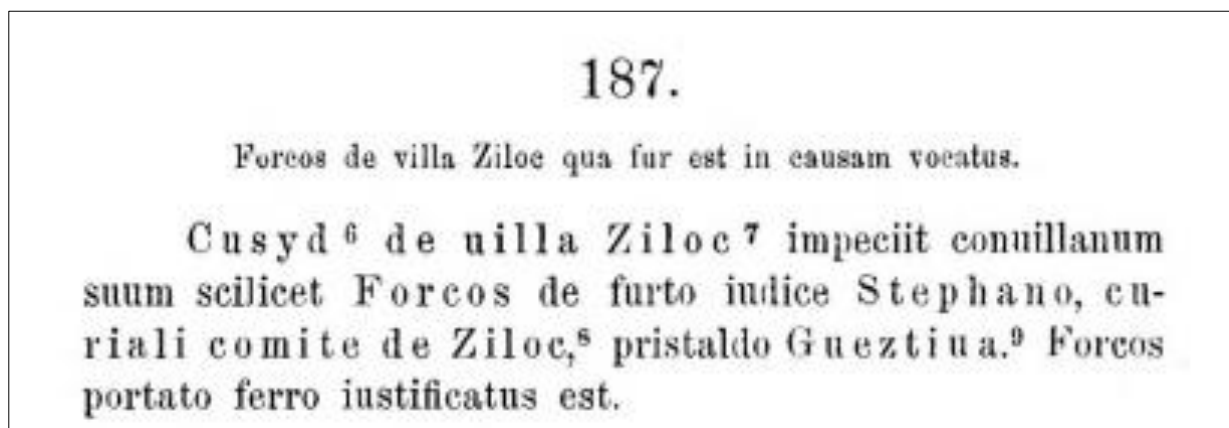 187.
Forcos de villa Ziloc qua fur est in causam vocatus.
Cusyd⁶ de uilla Ziloc⁷ impeciit conuillanum
suum scilicet Forcos de furto iudice Stephano, cu-
riali comite de Ziloc,⁸ pristaldo Gueztiua.⁹ Forcos
portato ferro iustificatus est.